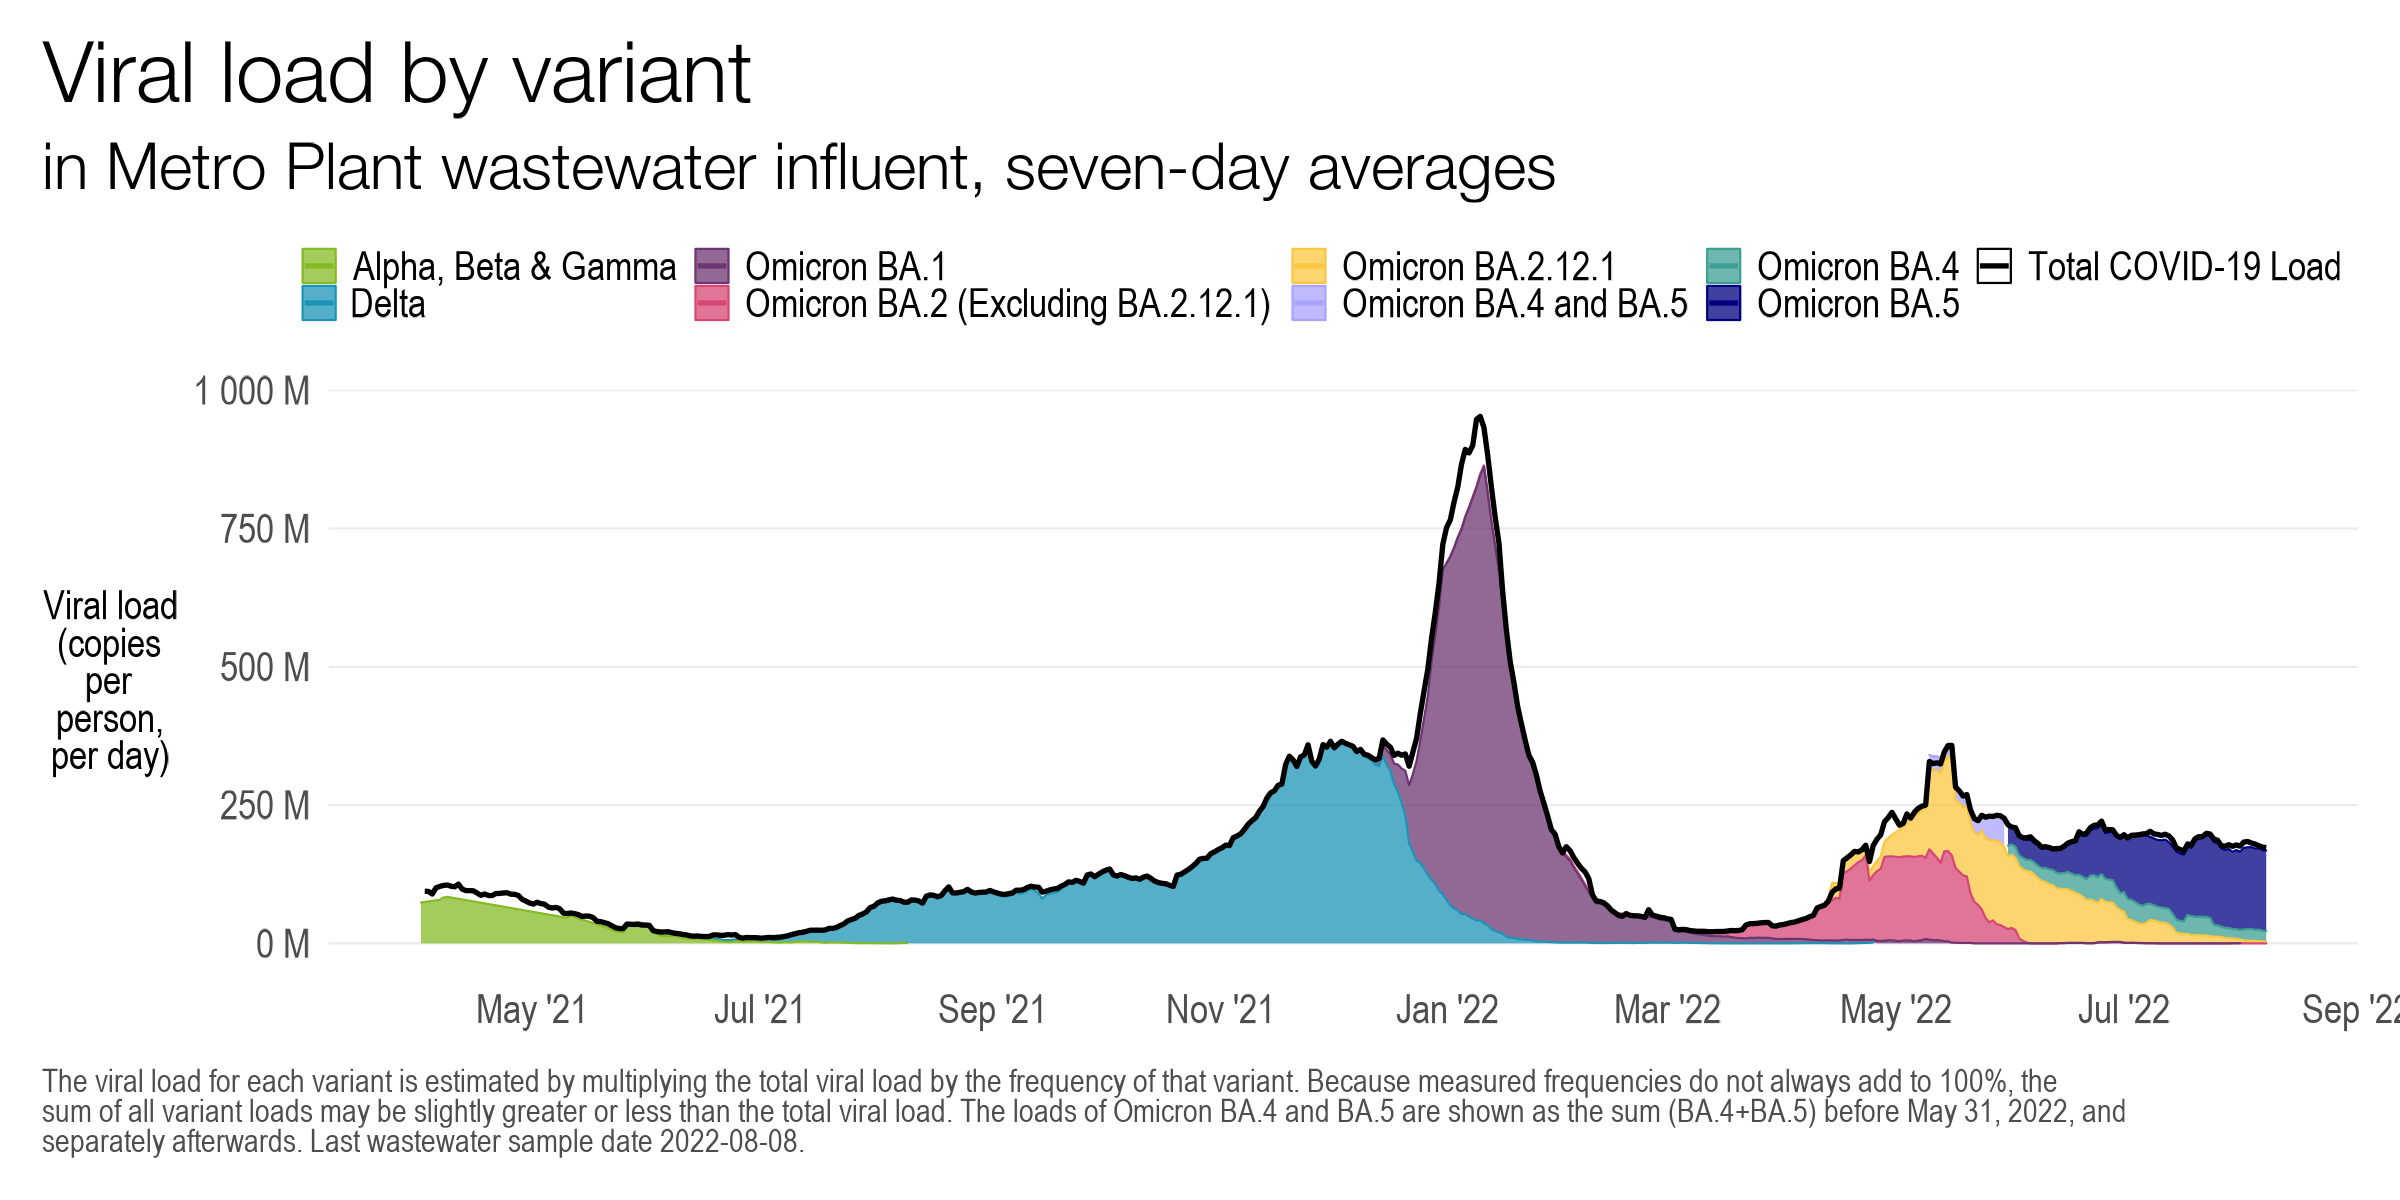 Viral load by variant
in Metro Plant wastewater influent, seven-day averages
Alpha, Beta & Gamma
Omicron BA.1
Omicron BA.2.12.1
Omicron BA.4
Total COVID-19 Load
Delta
Omicron BA.2 (Excluding BA.2.12.1)
Omicron BA.4 and BA.5
Omicron BA.5
1 000 M
750 M
500 M
250 M
0 M
Viral load
(copies
per
person,
per day)
May '21
Jul '21
Sep '21
Nov '21
Jan '22
Mar '22
May '22
Jul '22
Sep '22
The viral load for each variant is estimated by multiplying the total viral load by the frequency of that variant. Because measured frequencies do not always add to 100%, the
sum of all variant loads may be slightly greater or less than the total viral load. The loads of Omicron BA.4 and BA.5 are shown as the sum (BA.4+BA.5) before May 31, 2022, and
separately afterwards. Last wastewater sample date 2022-08-08.